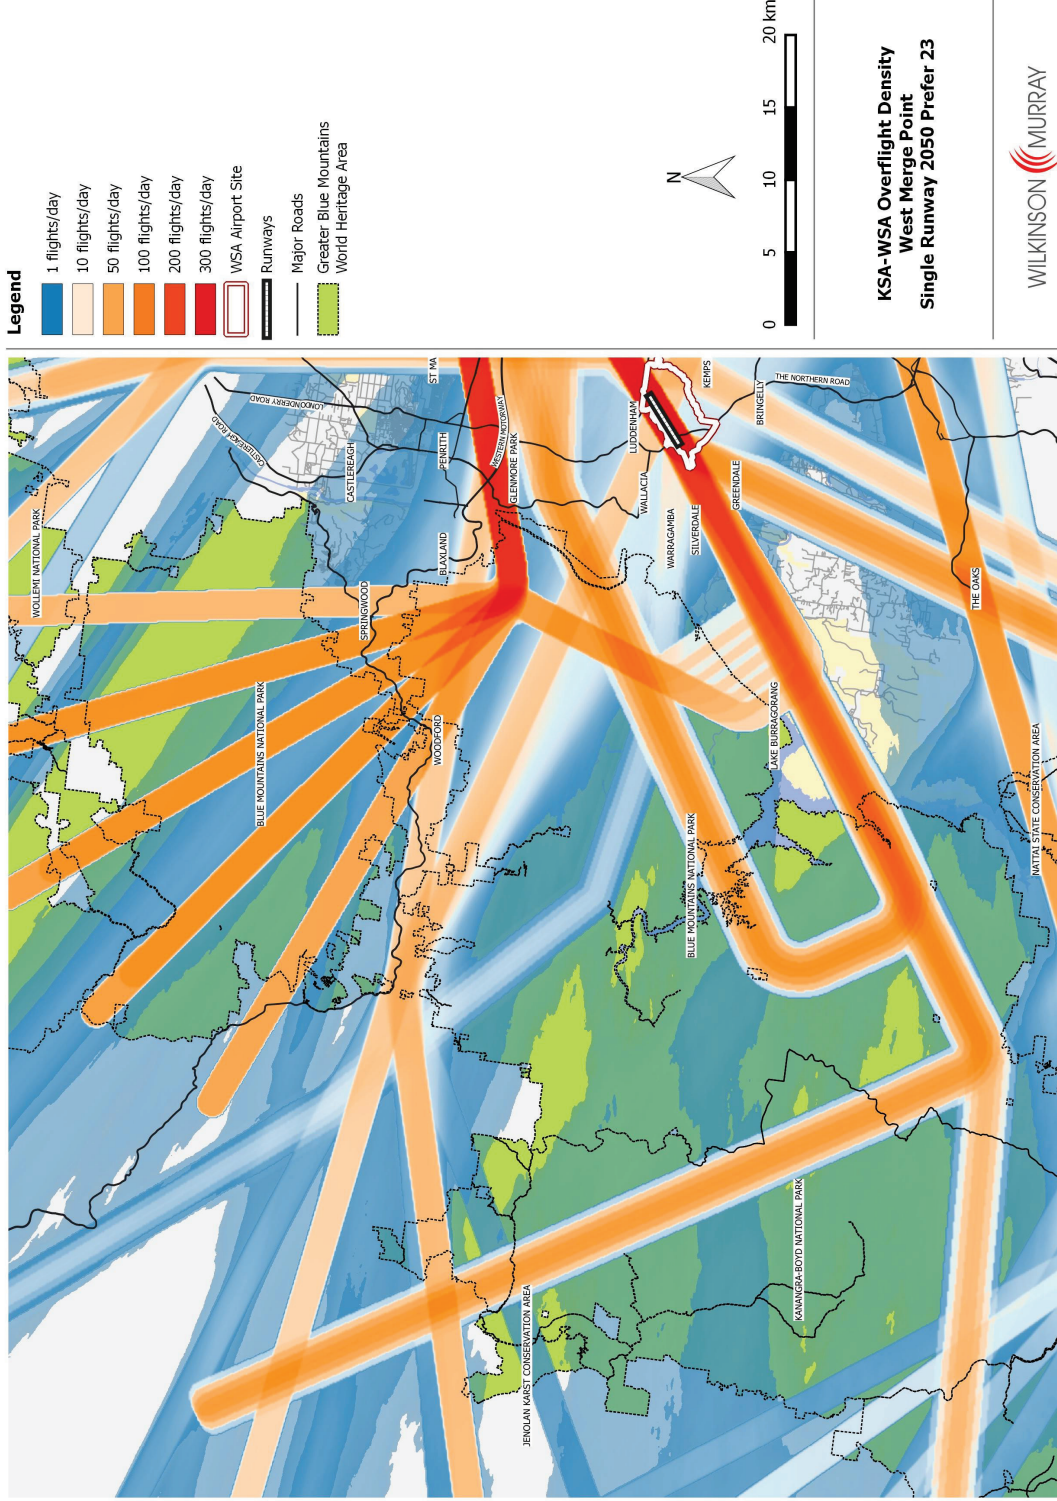 Legend
1 flights/day
10 flights/day
50 flights/day
100 flights/day
200 flights/day
300 flights/day
WSA Airport Site
Runways
Major Roads
Greater Blue Mountains
World Heritage Area
N
0 5 10 15 20 km
KSA-WSA Overflight Density
West Merge Point
Single Runway 2050 Prefer 23
WILKINSON MURRAY
WOLLEMI NATIONAL PARK
CASTLEREAGH ROAD
LONDONDERRY ROAD
CASTLEREAGH
ST MA
PENRITH
WESTERN MOTORWAY
GLENMORE PARK
BLAXLAND
SPRINGWOOD
BLUE MOUNTAINS NATIONAL PARK
WOODFORD
LUDDENHAM
KEMPS
BRINGELLY
THE NORTHERN ROAD
WALLACIA
WARRAGAMBA
SILVERDALE
GREENDALE
THE OAKS
LAKE BURRAGORANG
BLUE MOUNTAINS NATIONAL PARK
NATTAI STATE CONSERVATION AREA
KANANGRA-BOYD NATIONAL PARK
JENOLAN KARST CONSERVATION AREA